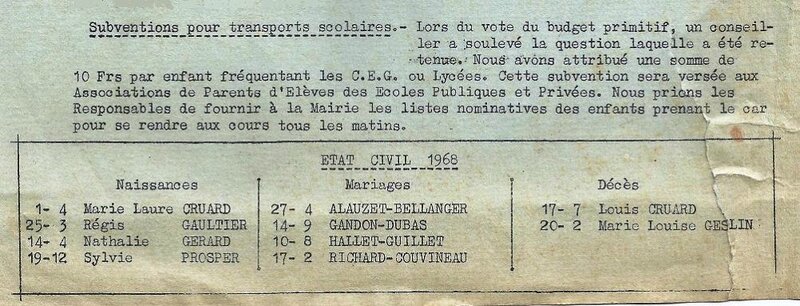 Subventions pour transports scolaires.- Lors du vote du budget primitif, un conseil-
ler a soulevé la question laquelle a été re-
tenue. Nous avons attribué une somme de
10 Frs par enfant fréquentant les C.E.G. ou Lycées. Cette subvention sera versée aux
Associations de Parents d'Elèves des Ecoles Publiques et Privées. Nous prions les
Responsables de fournir à la Mairie les listes nominatives des enfants prenant le car
pour se rendre aux cours tous les matins.
ETAT CIVIL 1968
Naissances Mariages Décès
1- 4 Marie Laure CRUARD 27- 4 ALAUZET-BELLANGER 17- 7 Louis CRUARD
25- 3 Régis GAULTIER 14- 9 GANDON-DUBAS 20- 2 Marie Louise GESLIN
14- 4 Nathalie GERARD 10- 8 HALLET-GUILLET
19-12 Sylvie PROSPER 17- 2 RICHARD-COUVINEAU